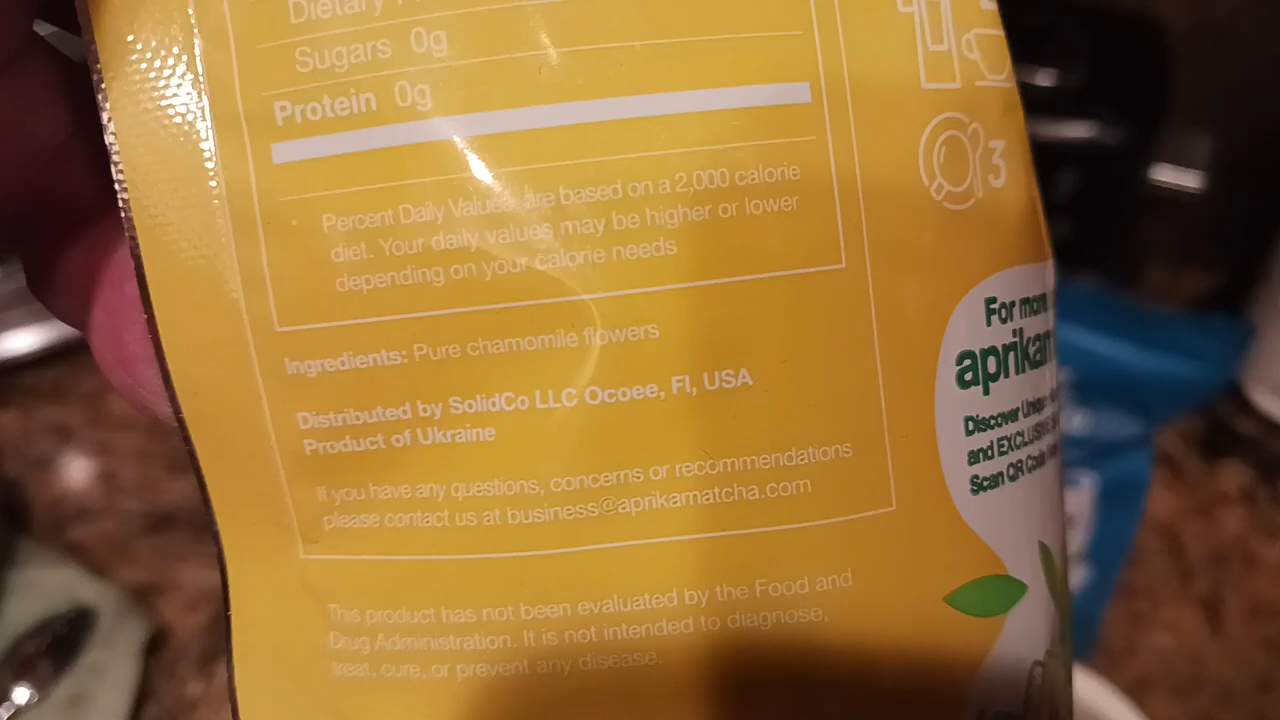 Dietary
Sugars 0g
Protein 0g
Percent Daily Values are based on a 2,000 calorie
diet. Your daily values may be higher or lower
depending on your calorie needs
Ingredients: Pure chamomile flowers
Distributed by SolidCo LLC Ocoee, Fl, USA
Product of Ukraine
If you have any questions, concerns or recommendations
please contact us at business@aprikamatcha.com
This product has not been evaluated by the Food and
Drug Administration. It is not intended to diagnose,
treat, cure, or prevent any disease.
3
For more
aprikam
Discover
and EXCLUSIVE
Scan QR Code